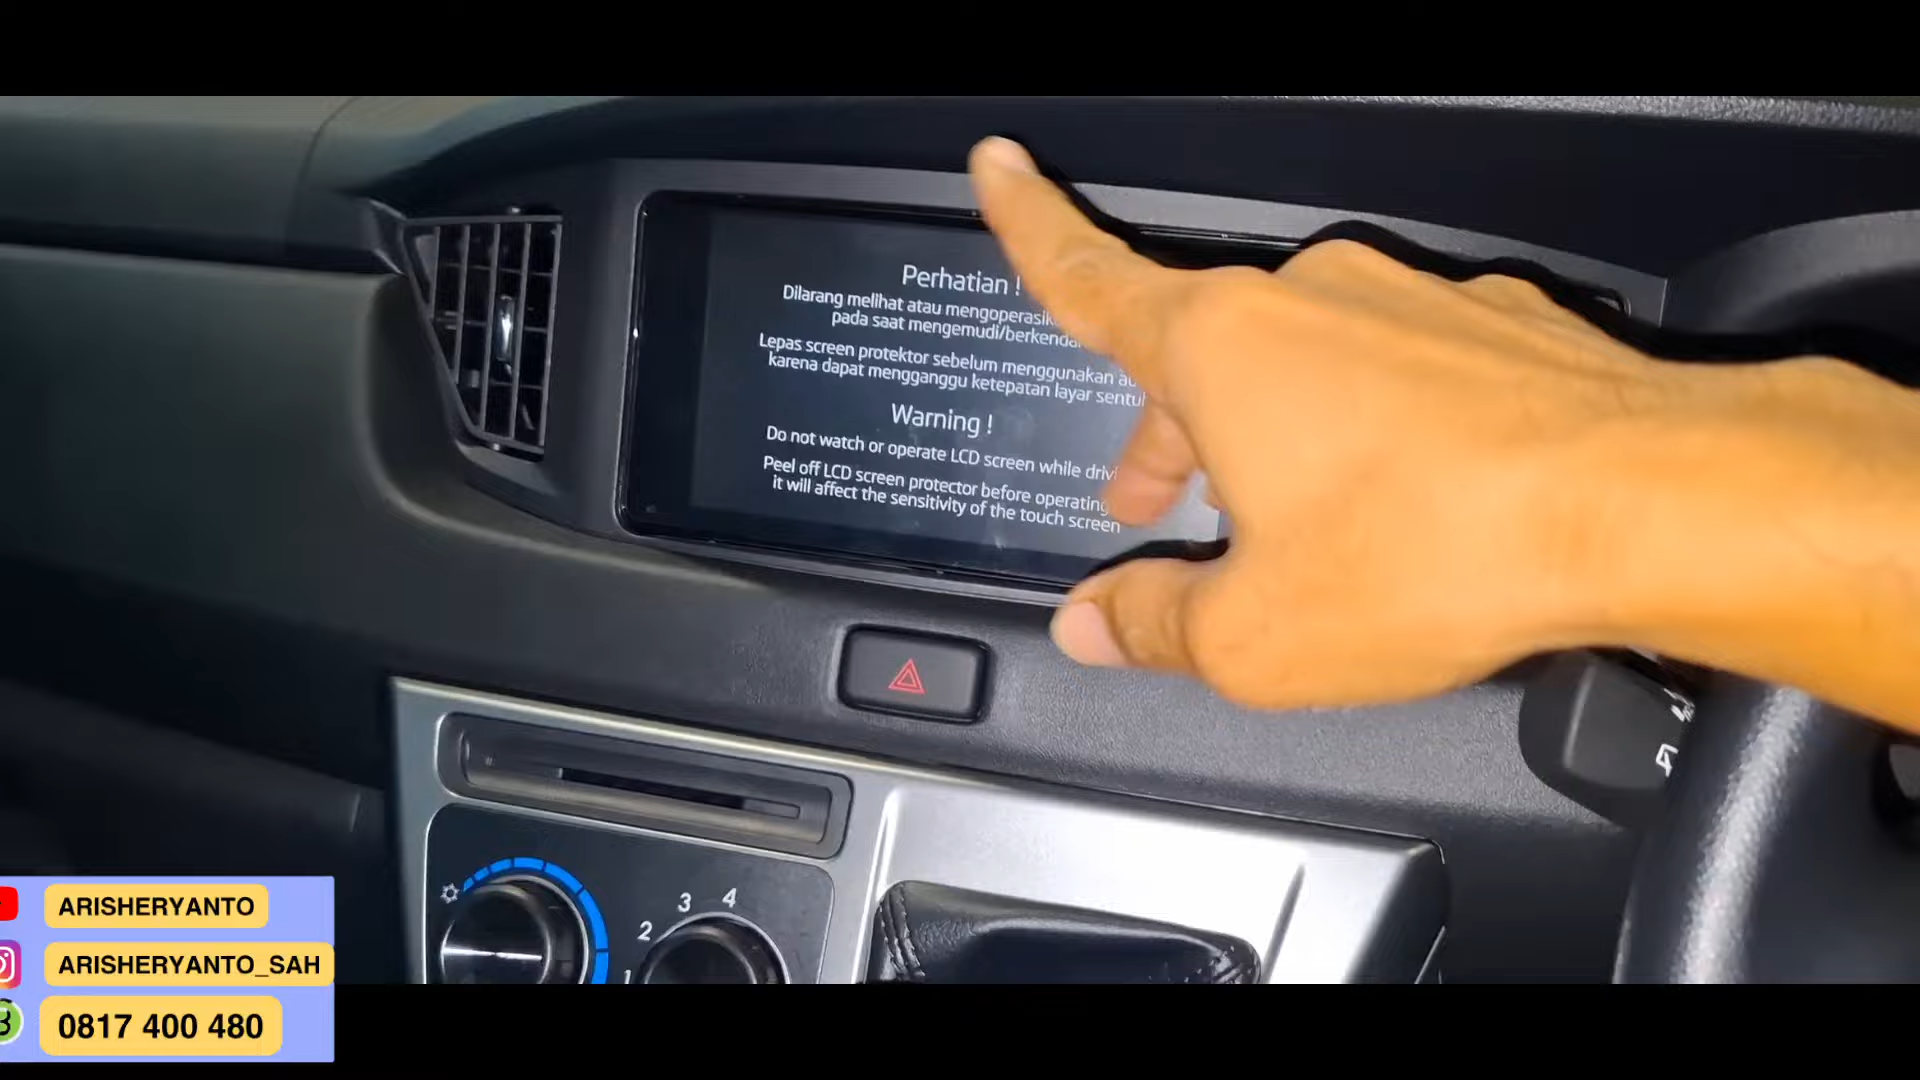 Perhatian !
Dilarang melihat atau
pada saat
Lepas screen protektor sebelum menggunakan
karena dapat mengganggu ketepatan layar
Warning !
Do not watch or operate LCD screen while
Peel off LCD screen protector before operating
it will affect the sensitivity of the touch screen
3 4
2
1
ARISHERYANTO
ARISHERYANTO_SAH
0817 400 480